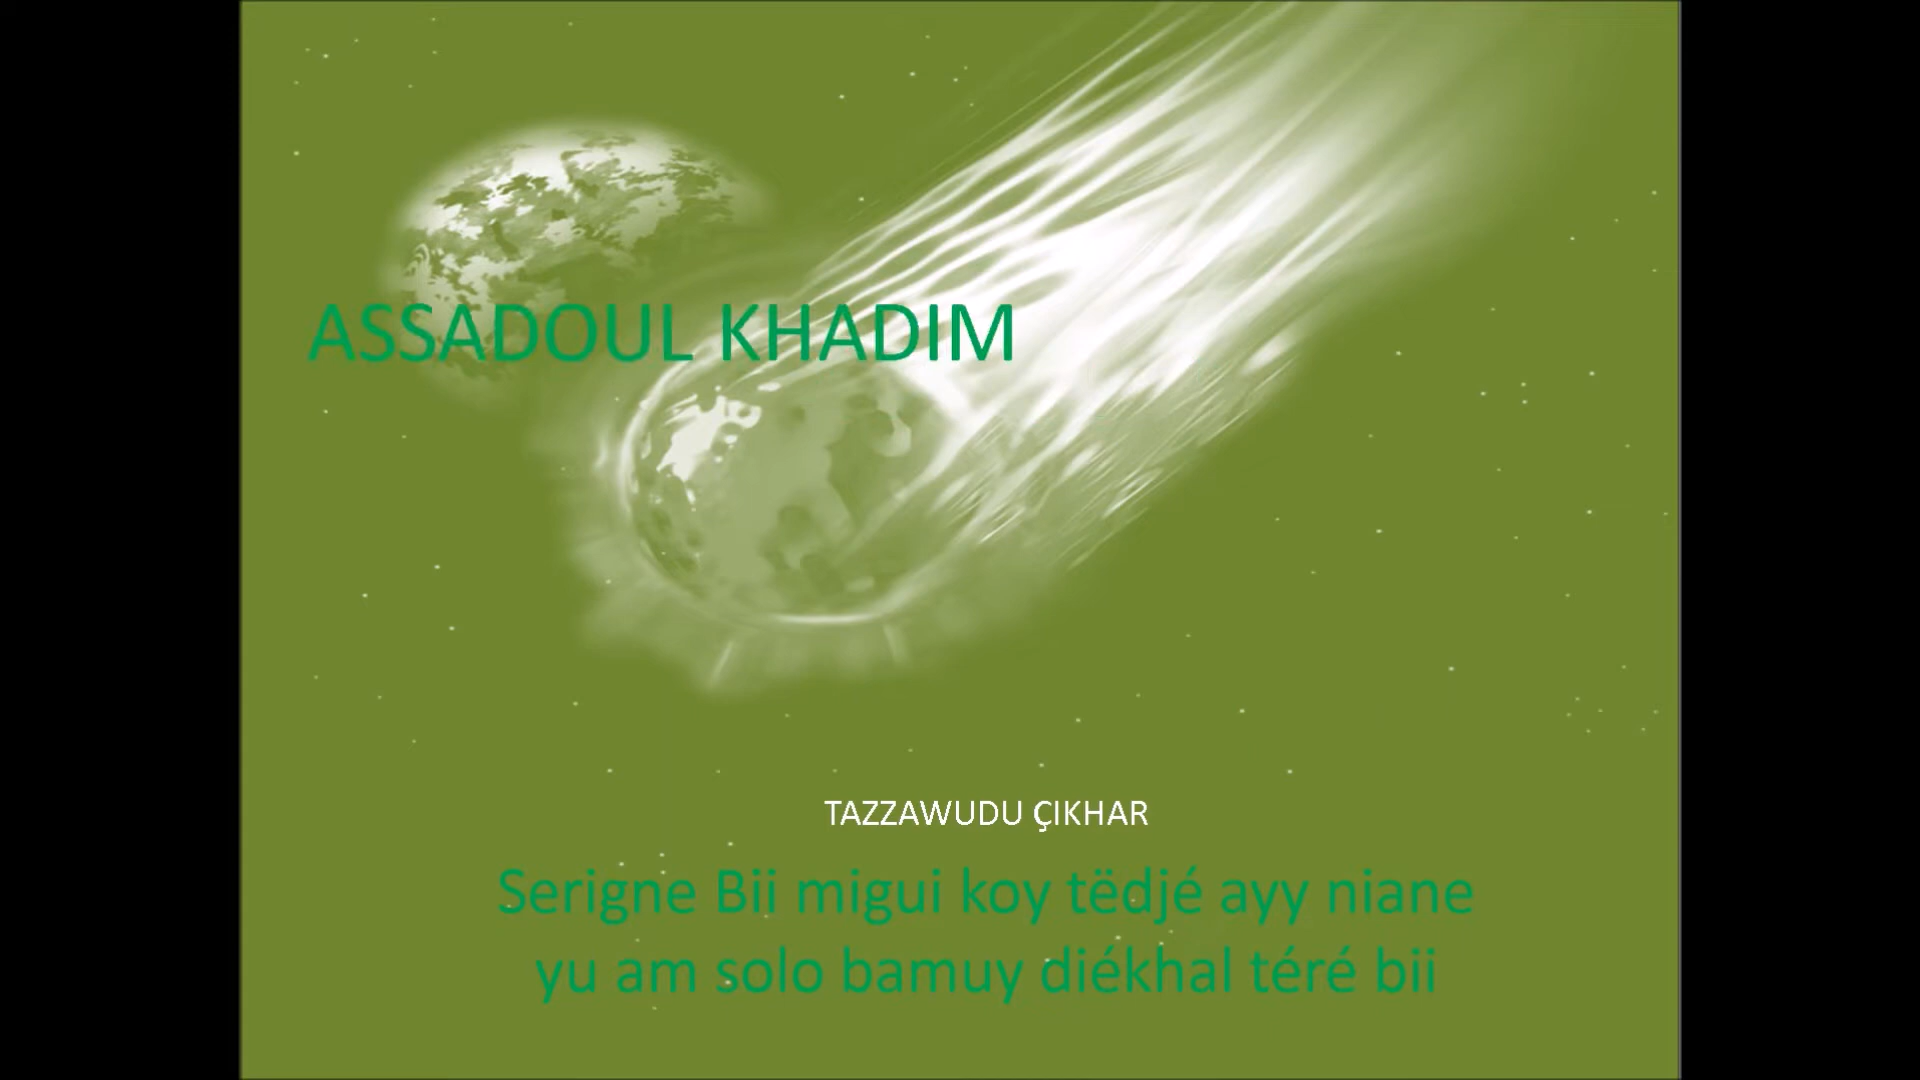 ASSADOUL KHADIM
TAZZAWUDU ÇIKHAR
Serigne Bii migui koy tëdjé ayy niane
yu am solo bamuy diékhal téré bii